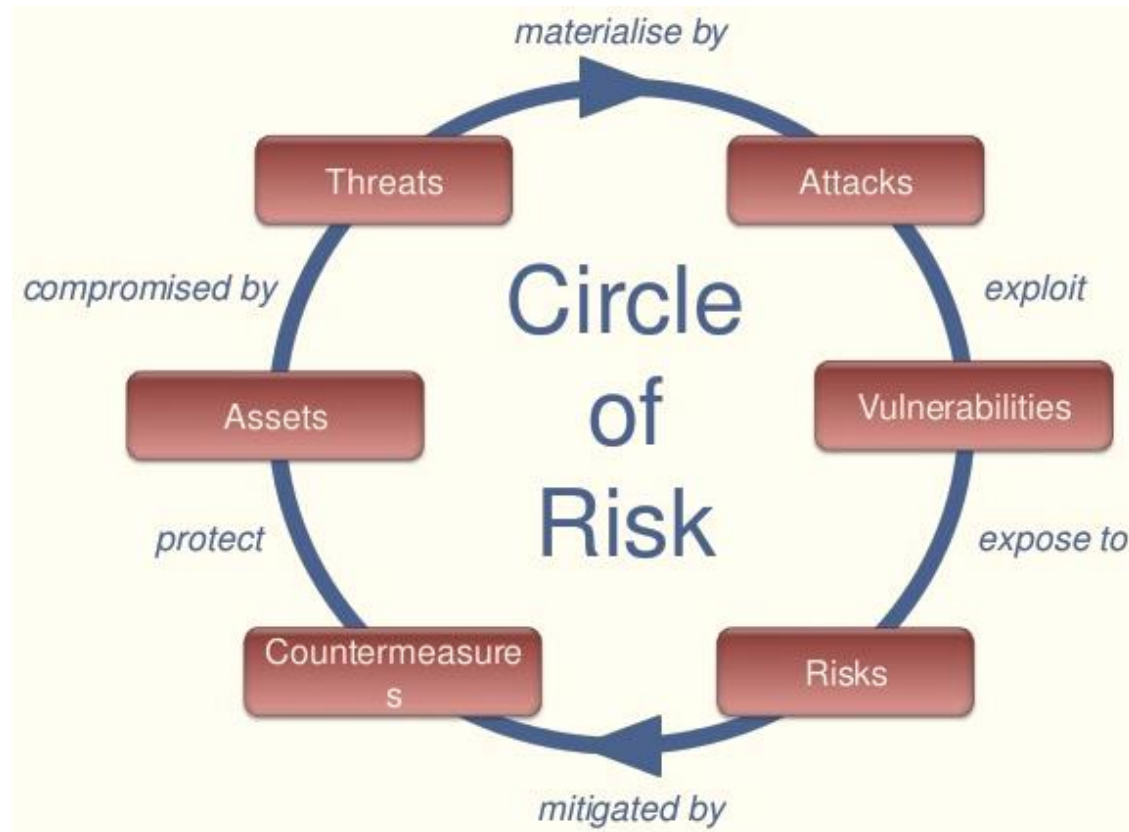 materialise by
Threats
Attacks
compromised by
Circle
of
Risk
exploit
Assets
Vulnerabilities
protect
expose to
Countermeasure
s
Risks
mitigated by